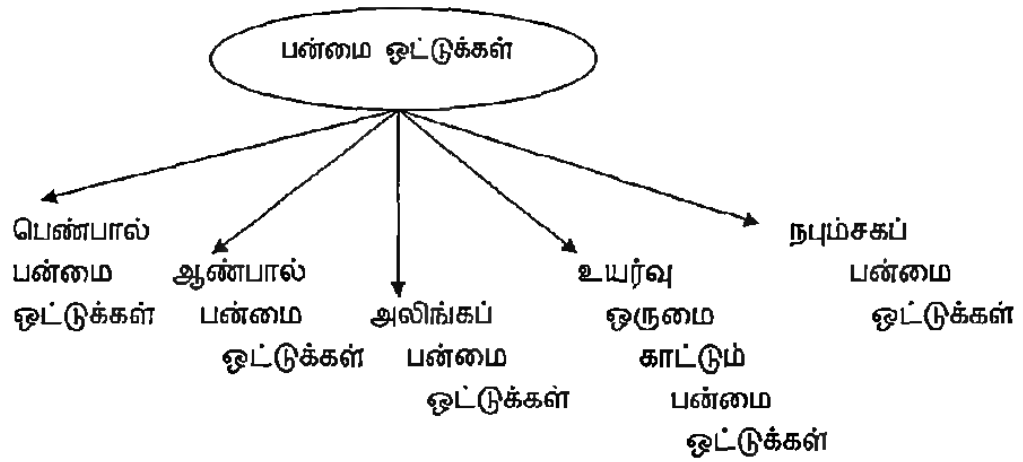 பன்மை ஒட்டுக்கள்
பெண்பால்
பன்மை
ஒட்டுக்கள்
ஆண்பால்
பன்மை
ஒட்டுக்கள்
அலிங்கப்
பன்மை
ஒட்டுக்கள்
உயர்வு
ஒருமை
காட்டும்
பன்மை
ஒட்டுக்கள்
நபும்சகப்
பன்மை
ஒட்டுக்கள்